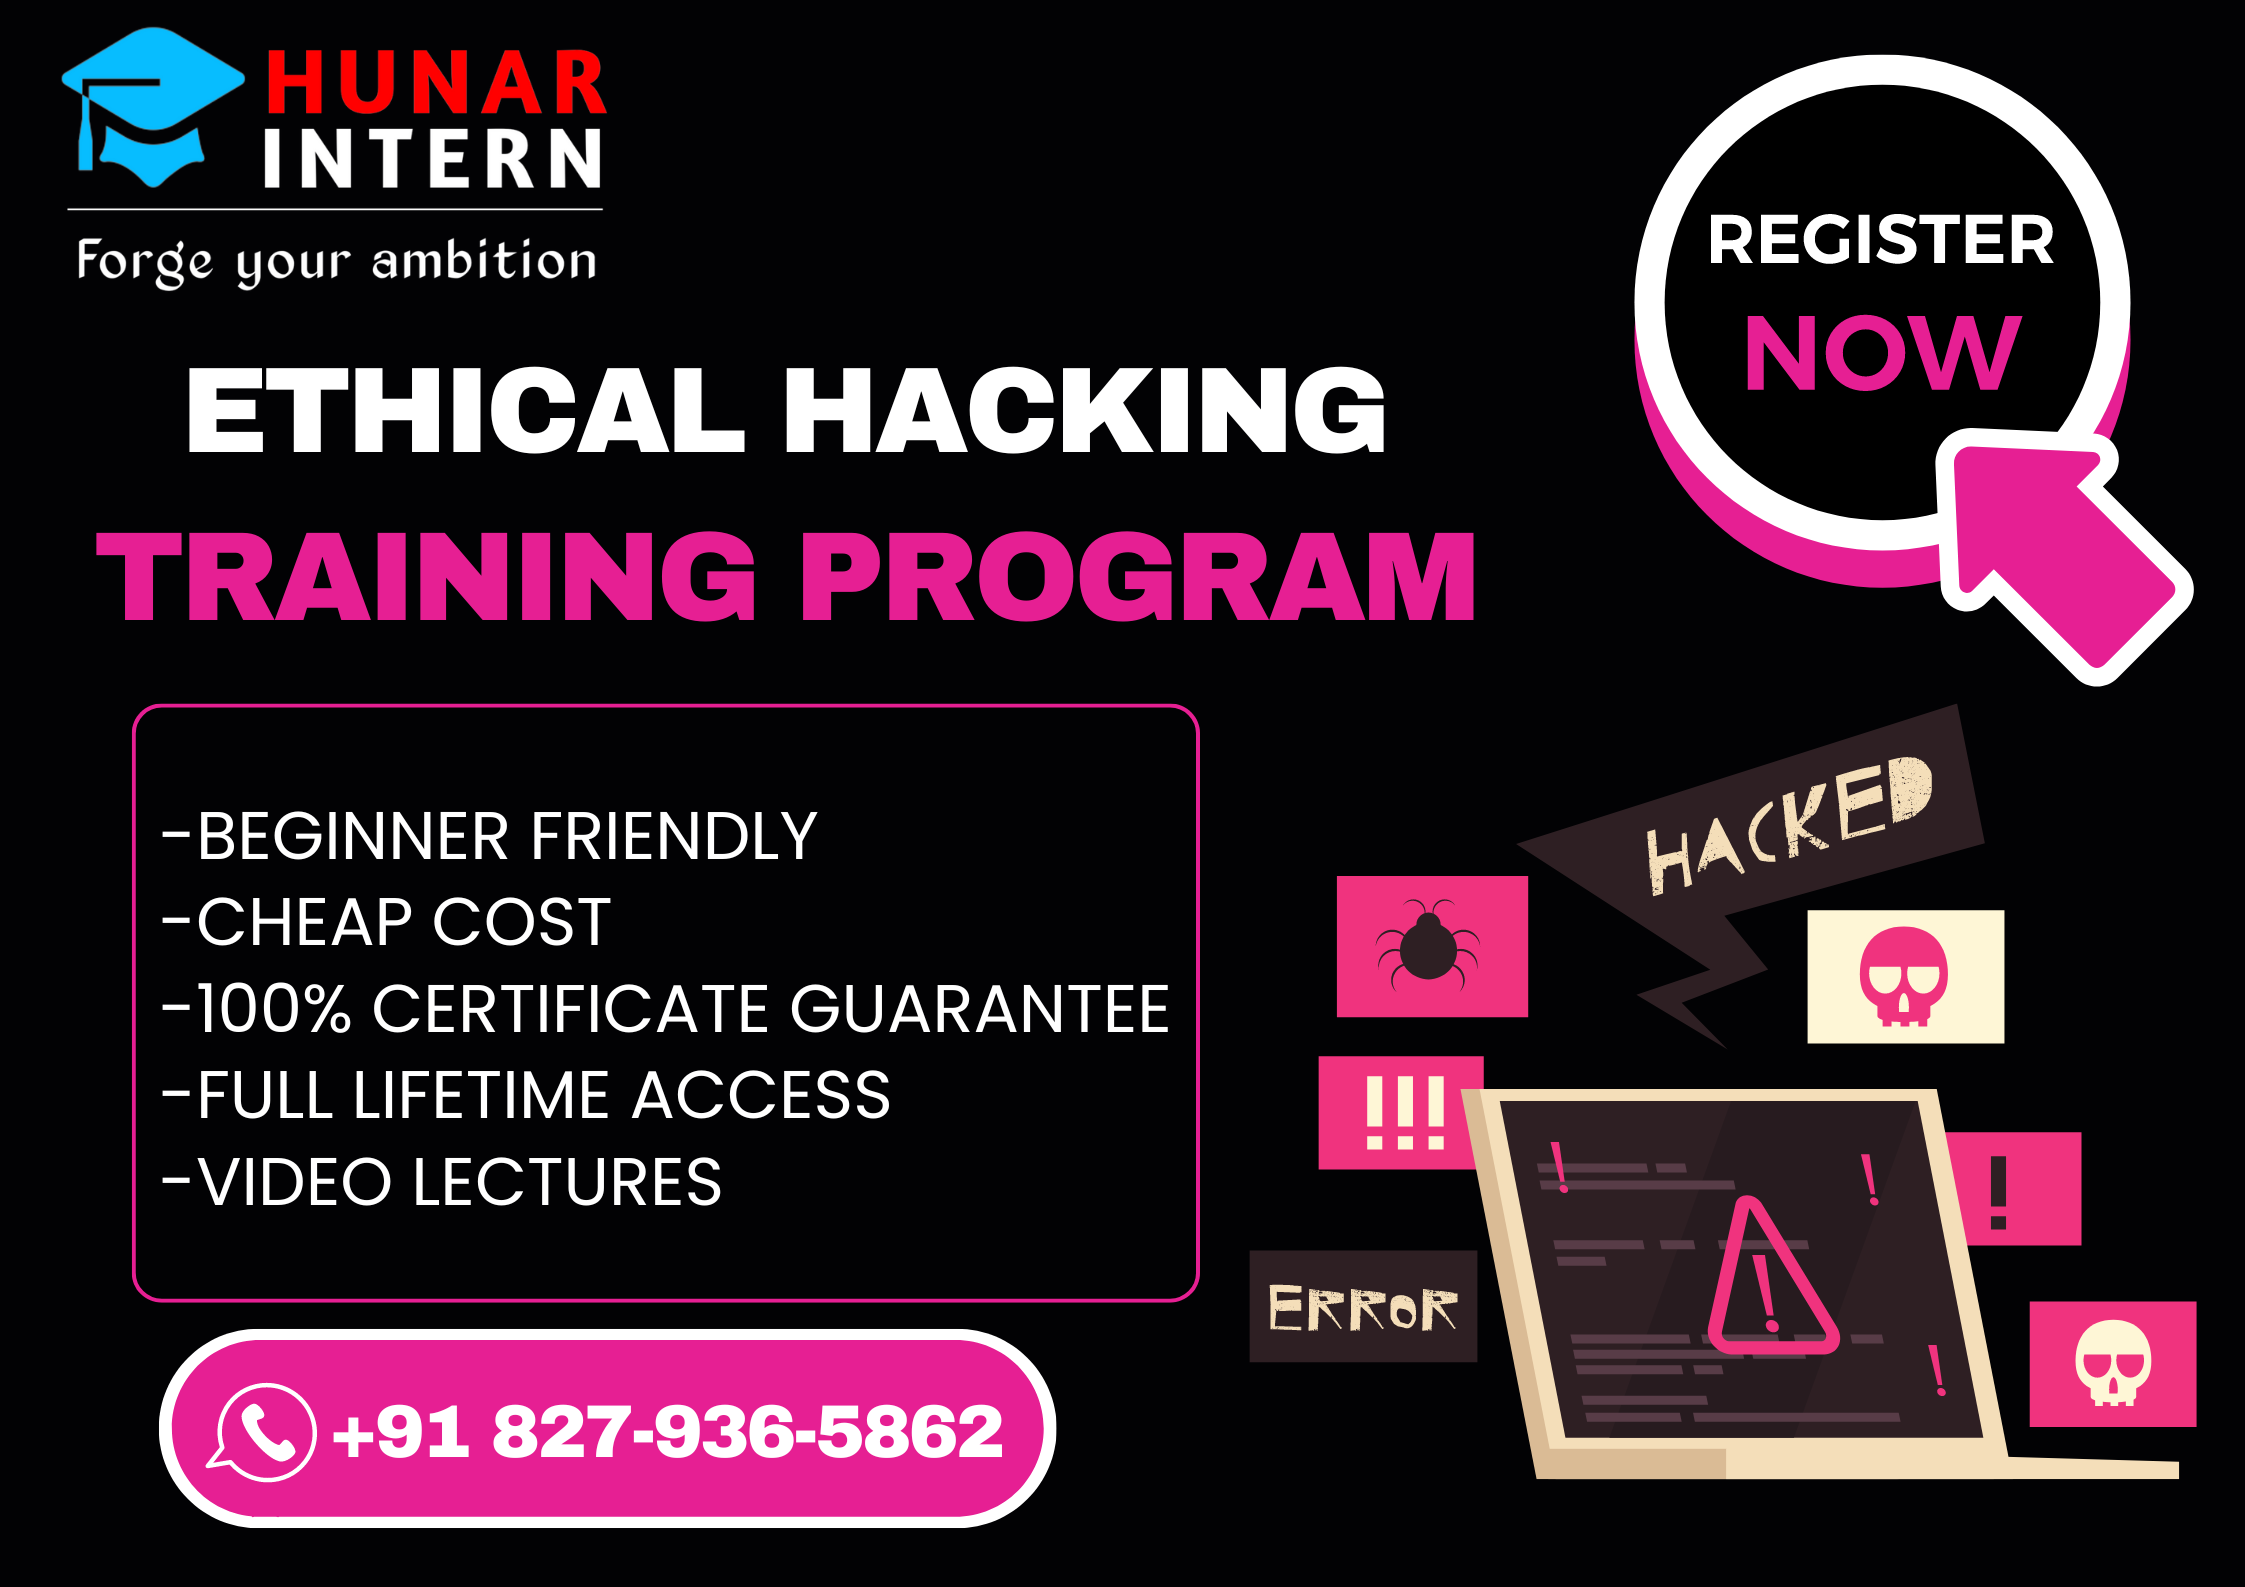 HUNAR
INTERN
Forge your ambition
REGISTER
NOW
ETHICAL HACKING
TRAINING PROGRAM
-BEGINNER FRIENDLY
-CHEAP COST
-100% CERTIFICATE GUARANTEE
-FULL LIFETIME ACCESS
-VIDEO LECTURES
HACKED
!!!
!
!
!
!
!
ERROR
+91 827-936-5862